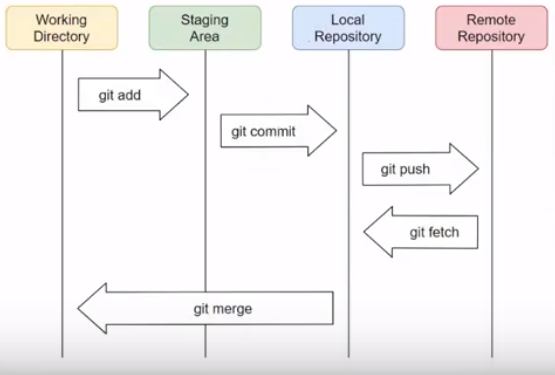 Working
Directory
Staging
Area
Local
Repository
Remote
Repository
git add
git commit
git push
git fetch
git merge